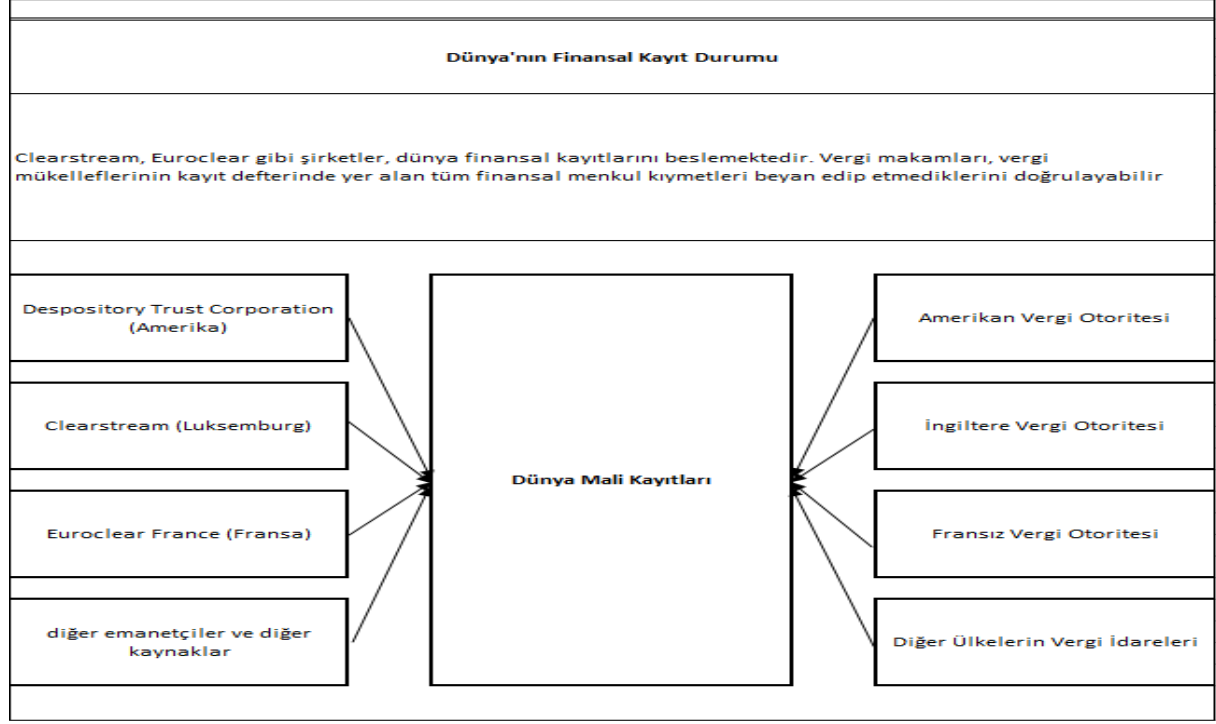 Dünya'nın Finansal Kayıt Durumu
Clearstream, Euroclear gibi şirketler, dünya finansal kayıtlarını beslemektedir. Vergi makamları, vergi
mükelleflerinin kayıt defterinde yer alan tüm finansal menkul kıymetleri beyan edip etmediklerini doğrulayabilir
Despository Trust Corporation
(Amerika)
Clearstream (Luksemburg)
Euroclear France (Fransa)
diğer emanetçiler ve diğer
kaynaklar
Dünya Mali Kayıtları
Amerikan Vergi Otoritesi
İngiltere Vergi Otoritesi
Fransız Vergi Otoritesi
Diğer Ülkelerin Vergi İdareleri